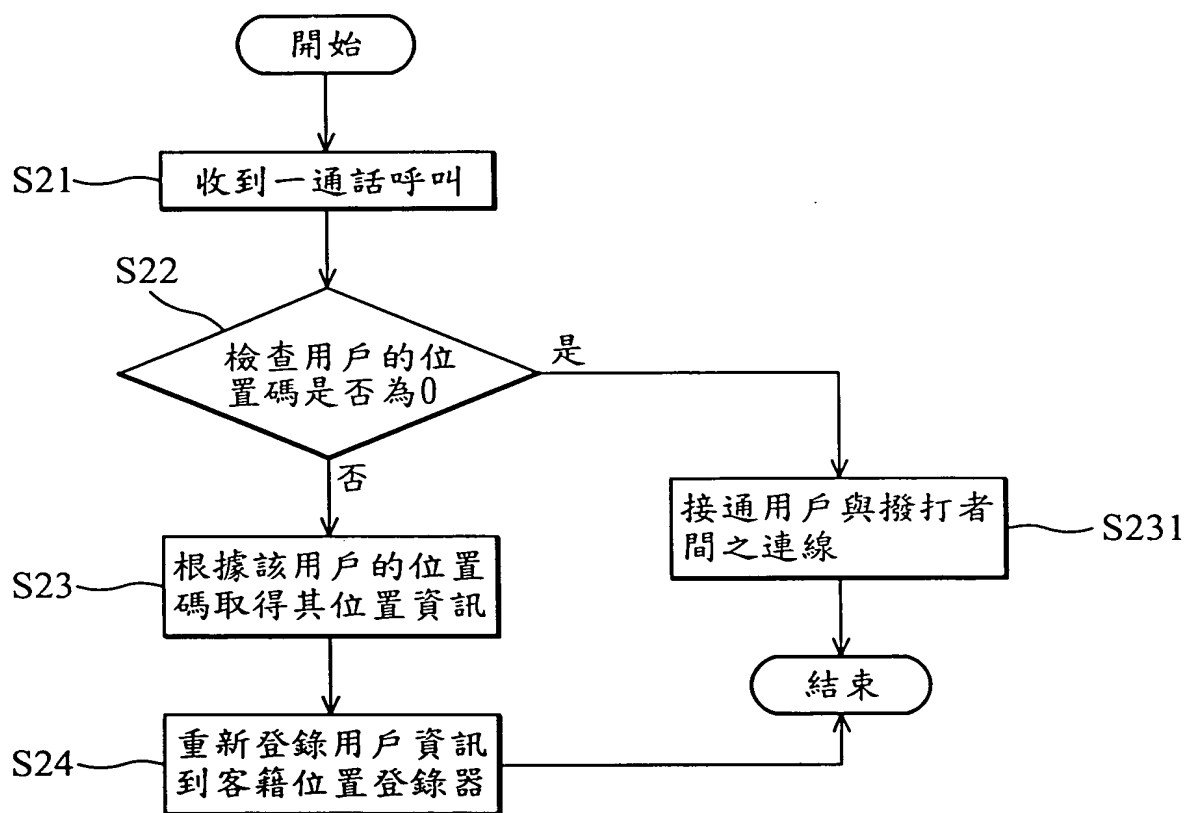 開始
S21
收到一通話呼叫
S22
檢查用戶的位
置碼是否為0
是
否
接通用戶與撥打者
間之連線
S231
S23
根據該用戶的位置
碼取得其位置資訊
結束
S24
重新登錄用戶資訊
到客籍位置登錄器